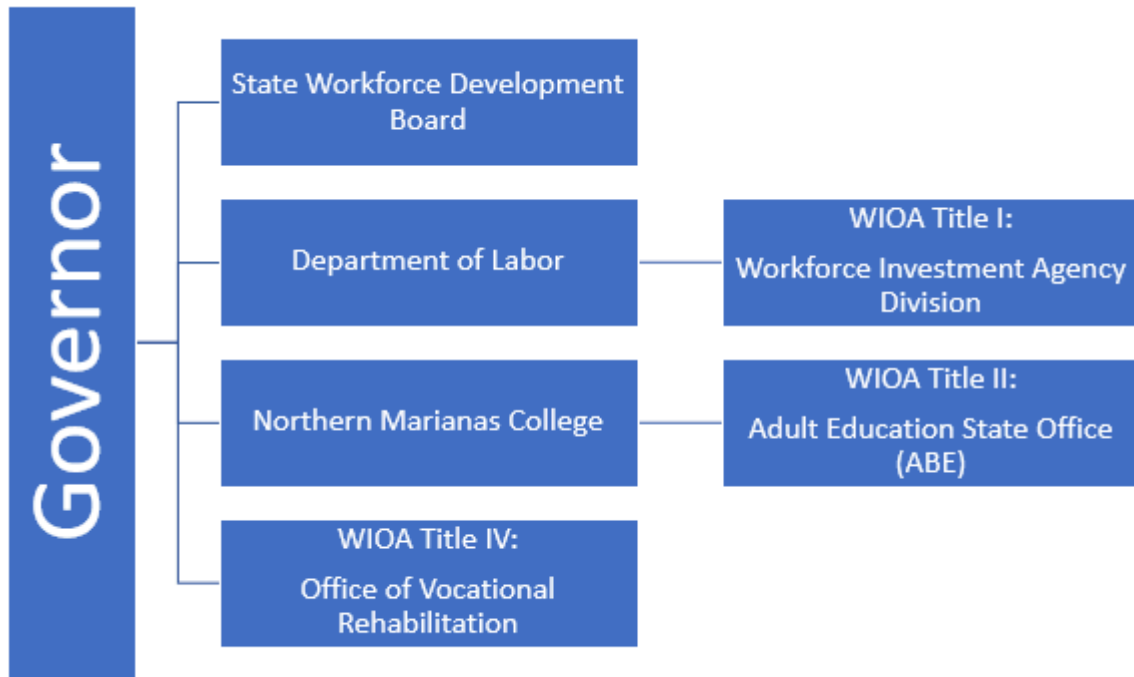 Governor
State Workforce Development
Board
Department of Labor
WIOA Title I:
Workforce Investment Agency
Division
Northern Marianas College
WIOA Title II:
Adult Education State Office
(ABE)
WIOA Title IV:
Office of Vocational
Rehabilitation